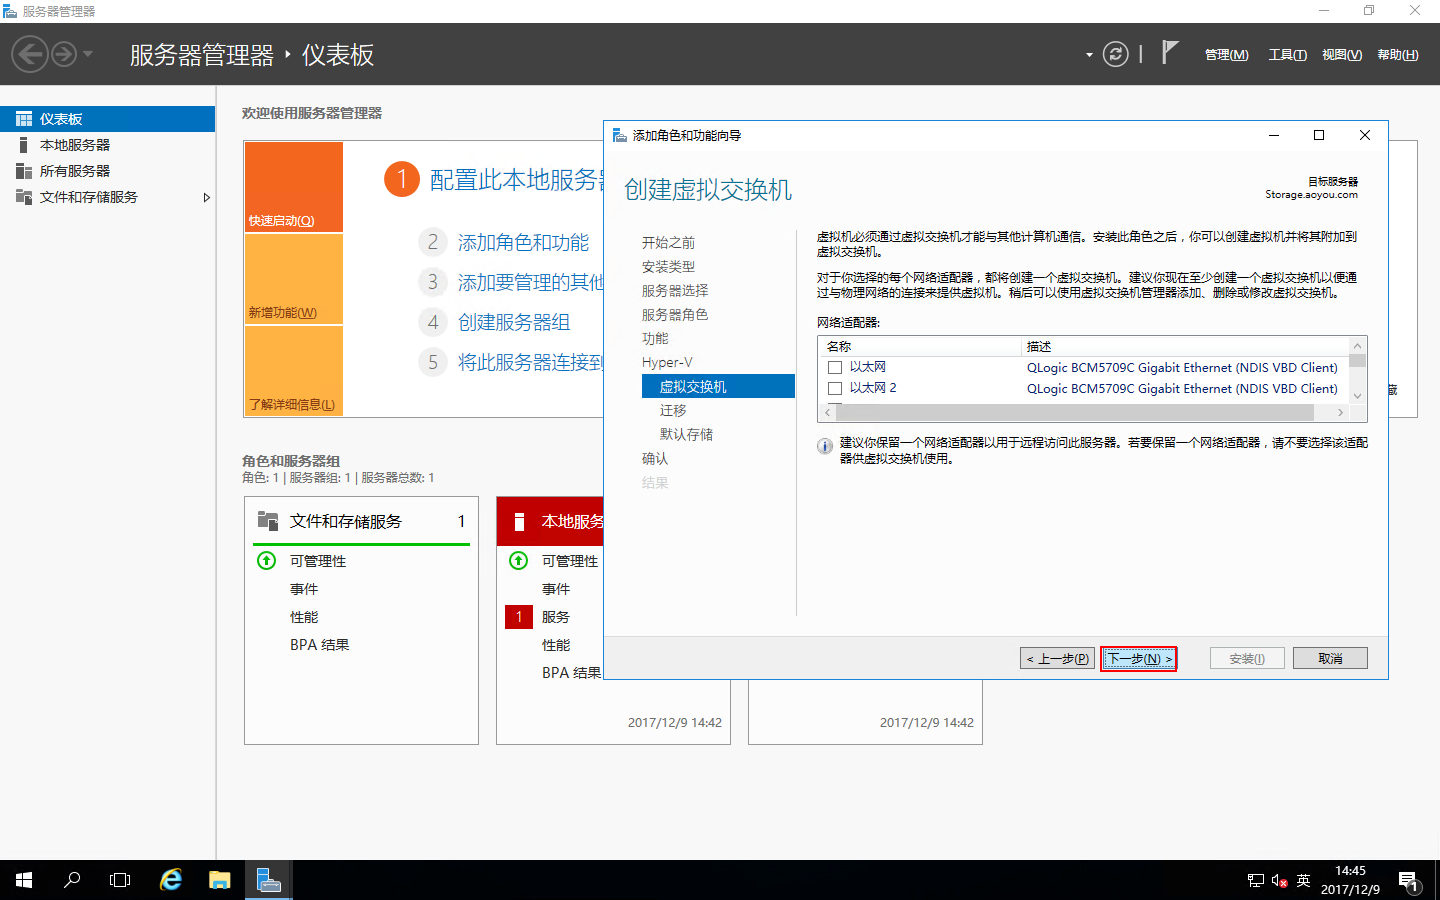 服务器管理器
服务器管理器 ‣ 仪表板
管理(M) 工具(T) 视图(V) 帮助(H)
仪表板
本地服务器
所有服务器
文件和存储服务
欢迎使用服务器管理器
快速启动(Q)
新增功能(W)
了解详细信息(L)
1 配置此本地服务
2 添加角色和功能
3 添加要管理的其他
4 创建服务器组
5 将此服务器连接到
藏
角色和服务器组
角色: 1 | 服务器组: 1 | 服务器总数: 1
文件和存储服务 1
可管理性
事件
性能
BPA 结果
本地服务
可管理性
事件
1 服务
性能
BPA 结果
2017/12/9 14:42
2017/12/9 14:42
添加角色和功能向导
创建虚拟交换机
目标服务器
Storage.aoyou.com
开始之前
安装类型
服务器选择
服务器角色
功能
Hyper-V
虚拟交换机
迁移
默认存储
确认
结果
虚拟机必须通过虚拟交换机才能与其他计算机通信。安装此角色之后，你可以创建虚拟机并将其附加到
虚拟交换机。
对于你选择的每个网络适配器，都将创建一个虚拟交换机。建议你现在至少创建一个虚拟交换机以便通
过与物理网络的连接来提供虚拟机。稍后可以使用虚拟交换机管理器添加、删除或修改虚拟交换机。
网络适配器:
名称 描述
以太网 QLogic BCM5709C Gigabit Ethernet (NDIS VBD Client)
以太网 2 QLogic BCM5709C Gigabit Ethernet (NDIS VBD Client)
建议你保留一个网络适配器以用于远程访问此服务器。若要保留一个网络适配器，请不要选择该适配
器供虚拟交换机使用。
< 上一步(P) 下一步(N) > 安装(I) 取消
英
14:45
2017/12/9
1